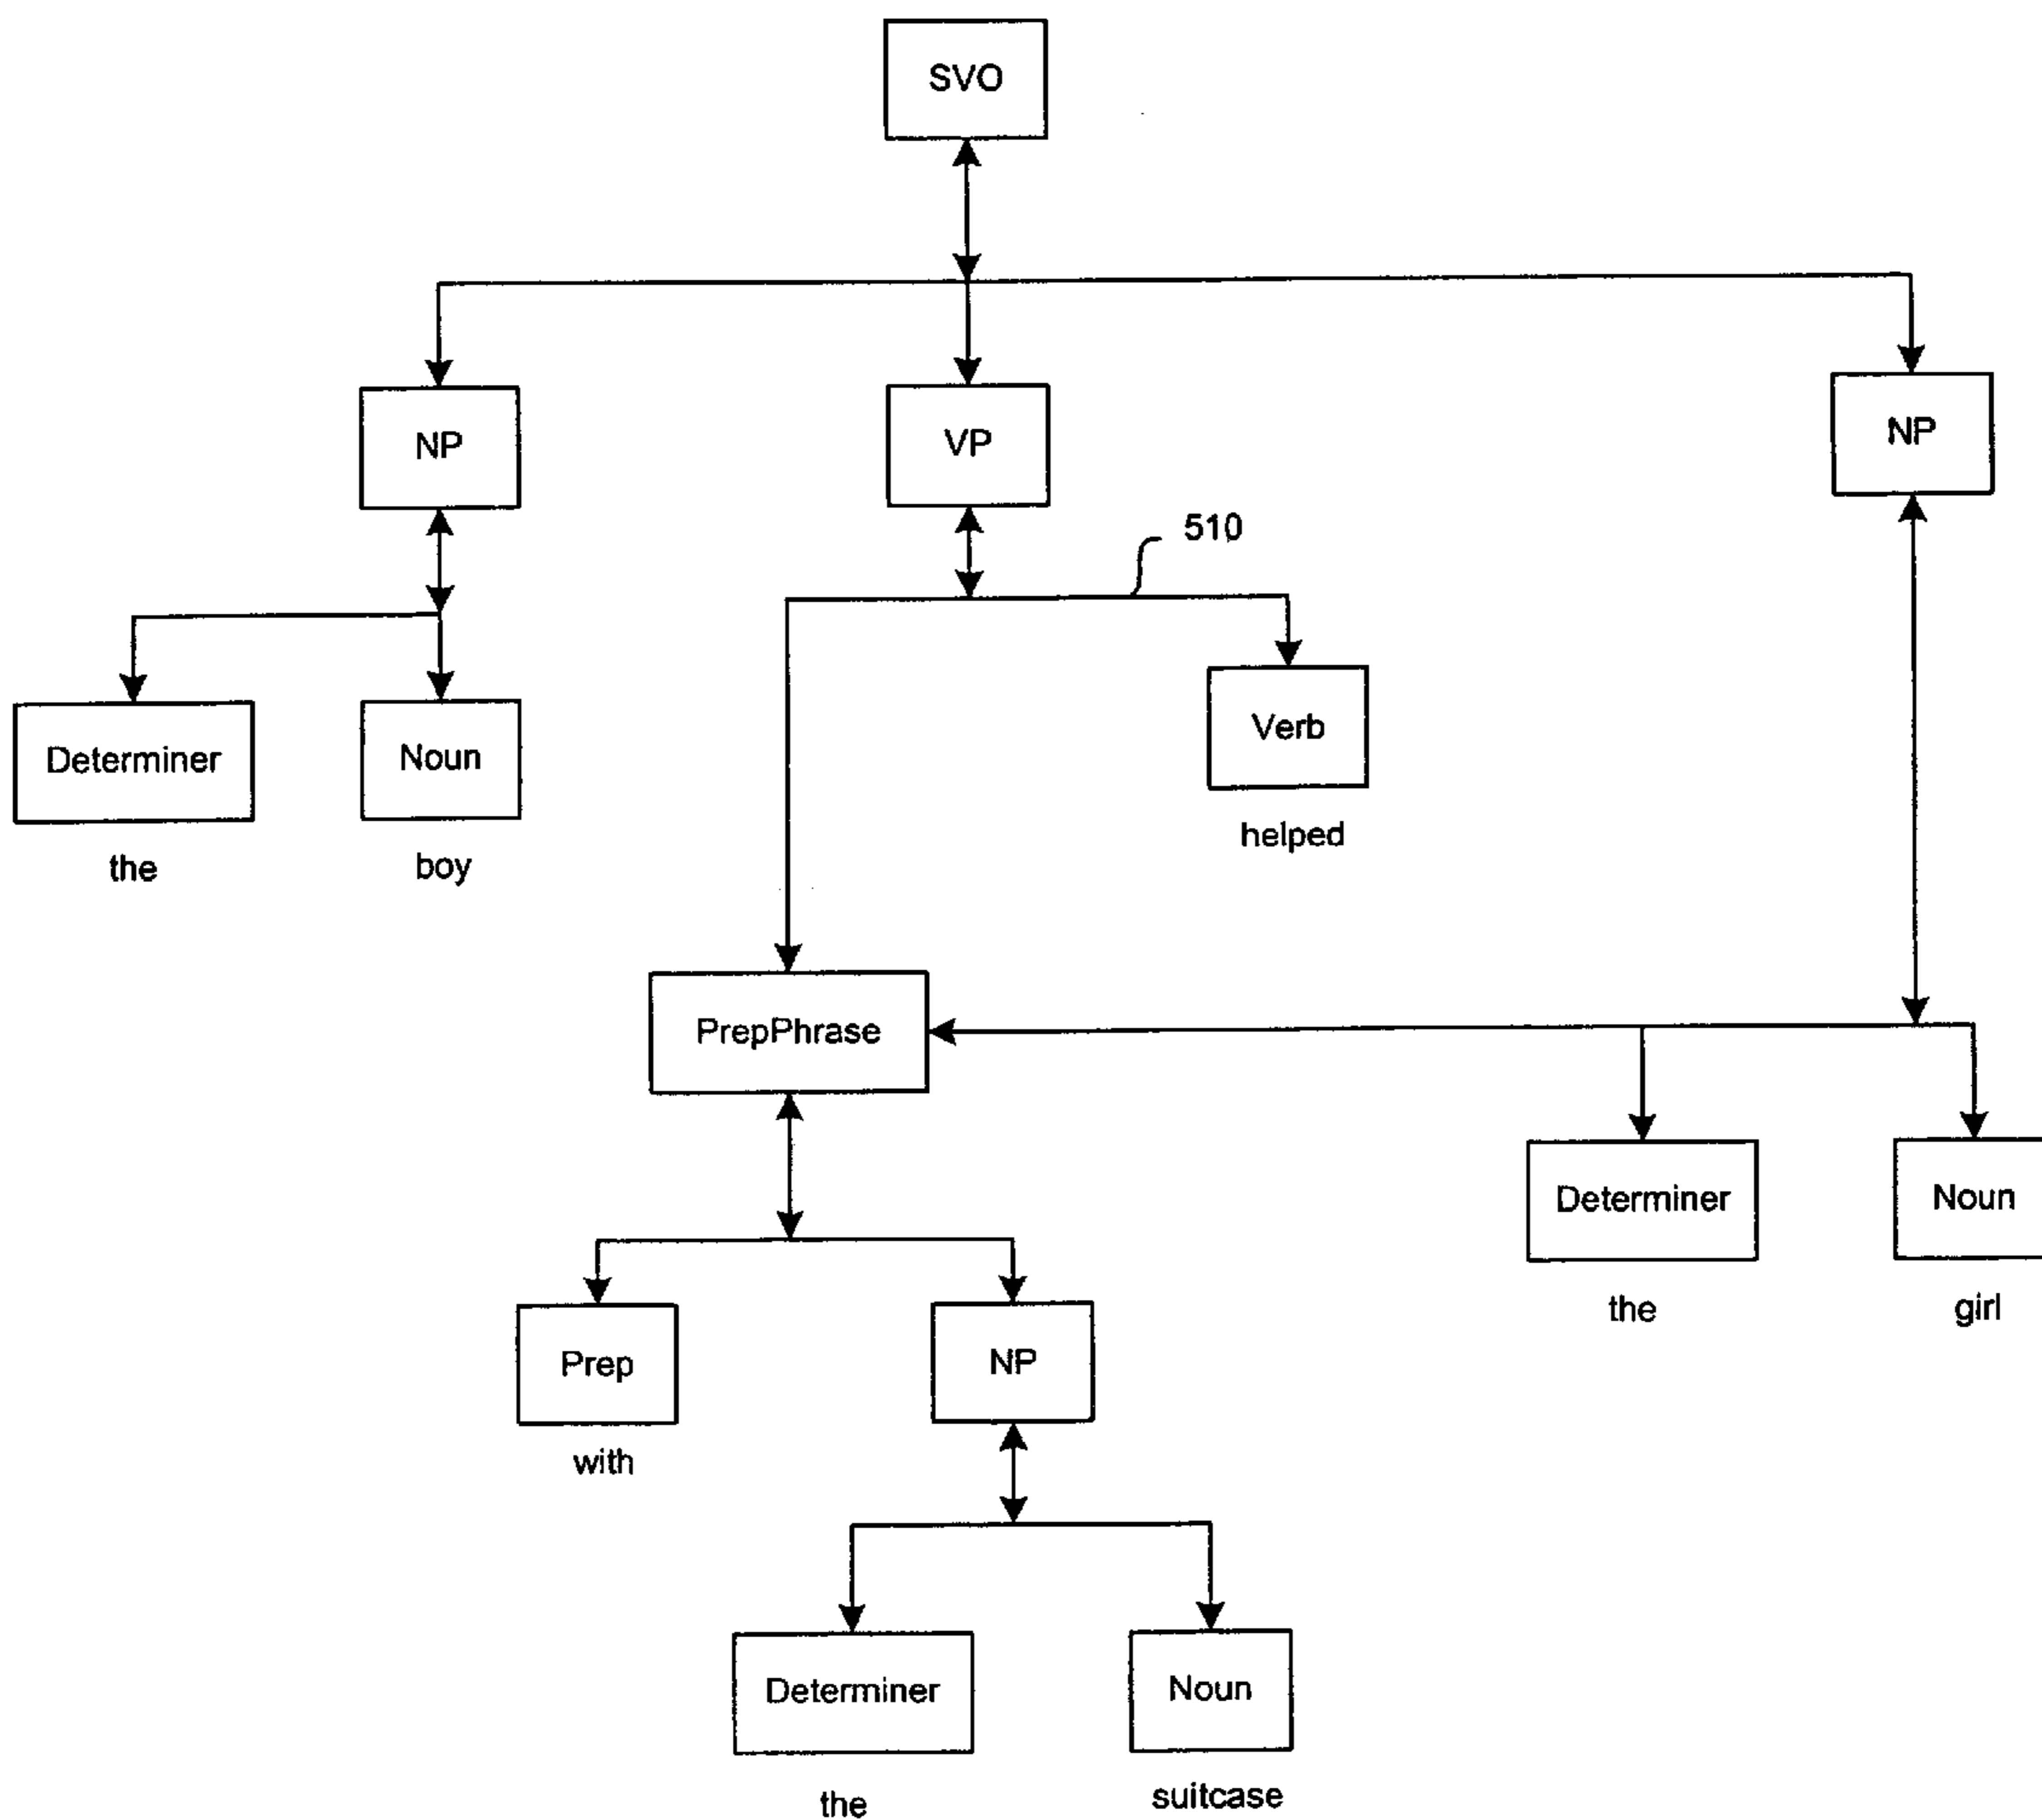 SVO
NP
VP
NP
510
Determiner
Noun
Verb
the
boy
helped
PrepPhrase
Determiner
Noun
the
girl
Prep
NP
with
Determiner
Noun
the
suitcase